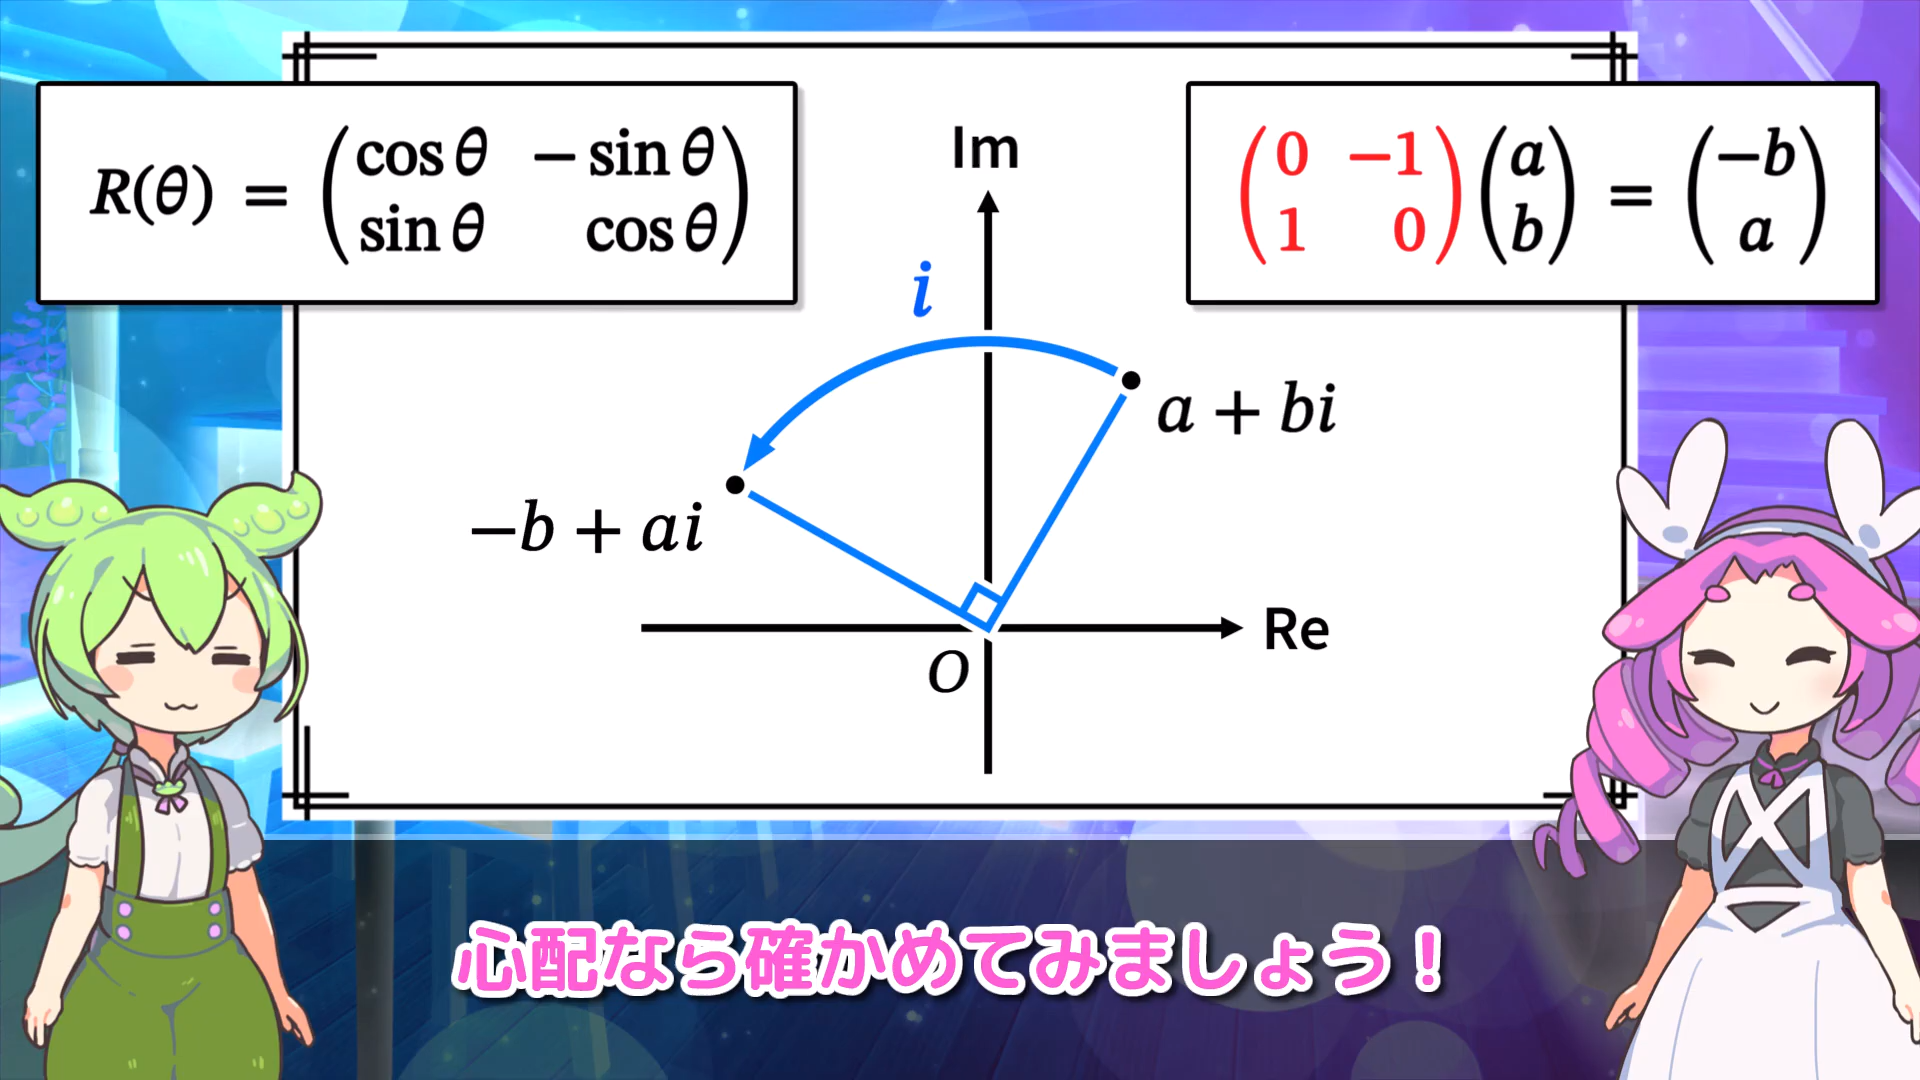 R(θ) = (cos θ −sin θ
sin θ cos θ)
(0 −1
1 0)(a
b) = (−b
a)
Im
i
a + bi
−b + ai
Re
O
心配なら確かめてみましょう！